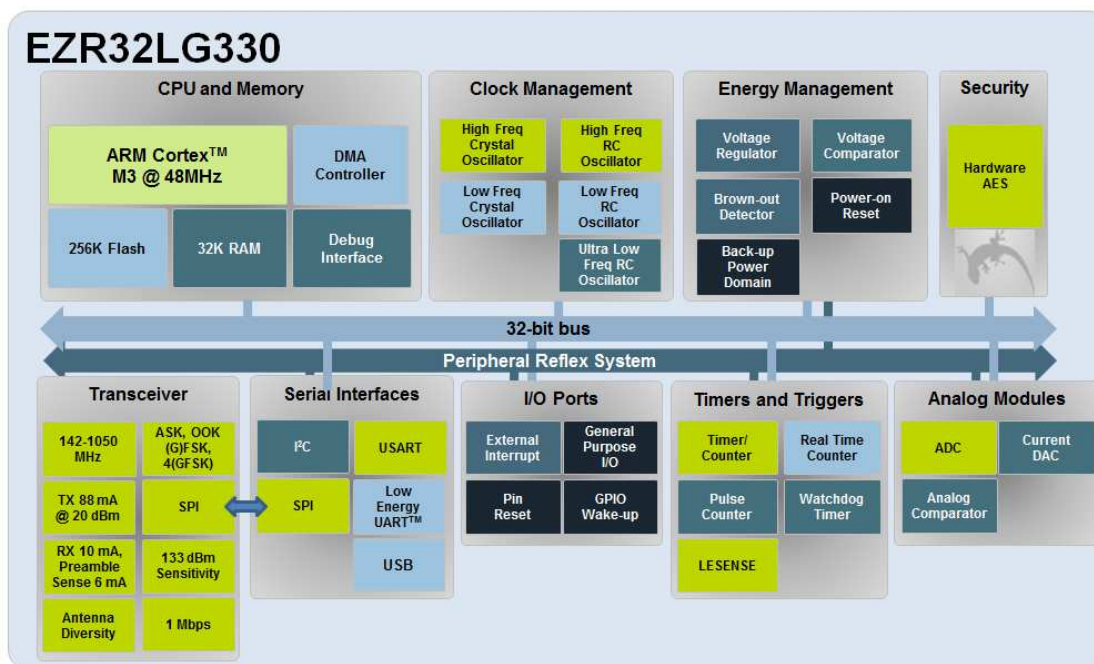 EZR32LG330
CPU and Memory
ARM Cortex™
M3 @ 48MHz
DMA
Controller
256K Flash
32K RAM
Debug
Interface
Clock Management
High Freq
Crystal
Oscillator
High Freq
RC
Oscillator
Low Freq
Crystal
Oscillator
Low Freq
RC
Oscillator
Ultra Low
Freq RC
Oscillator
Energy Management
Voltage
Regulator
Voltage
Comparator
Brown-out
Detector
Power-on
Reset
Back-up
Power
Domain
Security
Hardware
AES
32-bit bus
Peripheral Reflex System
Transceiver
142-1050
MHz
ASK, OOK
(G)FSK,
4(GFSK)
TX 88 mA
@ 20 dBm
SPI
RX 10 mA,
Preamble
Sense 6 mA
133 dBm
Sensitivity
Antenna
Diversity
1 Mbps
Serial Interfaces
I²C
USART
SPI
Low
Energy
UART™
USB
I/O Ports
External
Interrupt
General
Purpose
I/O
Pin
Reset
GPIO
Wake-up
Timers and Triggers
Timer/
Counter
Real Time
Counter
Pulse
Counter
Watchdog
Timer
LESENSE
Analog Modules
ADC
Current
DAC
Analog
Comparator